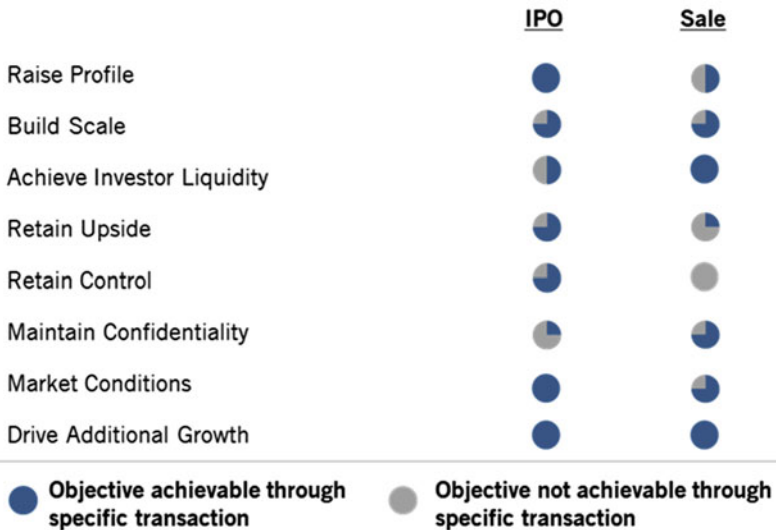 IPO Sale
Raise Profile
Build Scale
Achieve Investor Liquidity
Retain Upside
Retain Control
Maintain Confidentiality
Market Conditions
Drive Additional Growth
Objective achievable through
specific transaction
Objective not achievable through
specific transaction